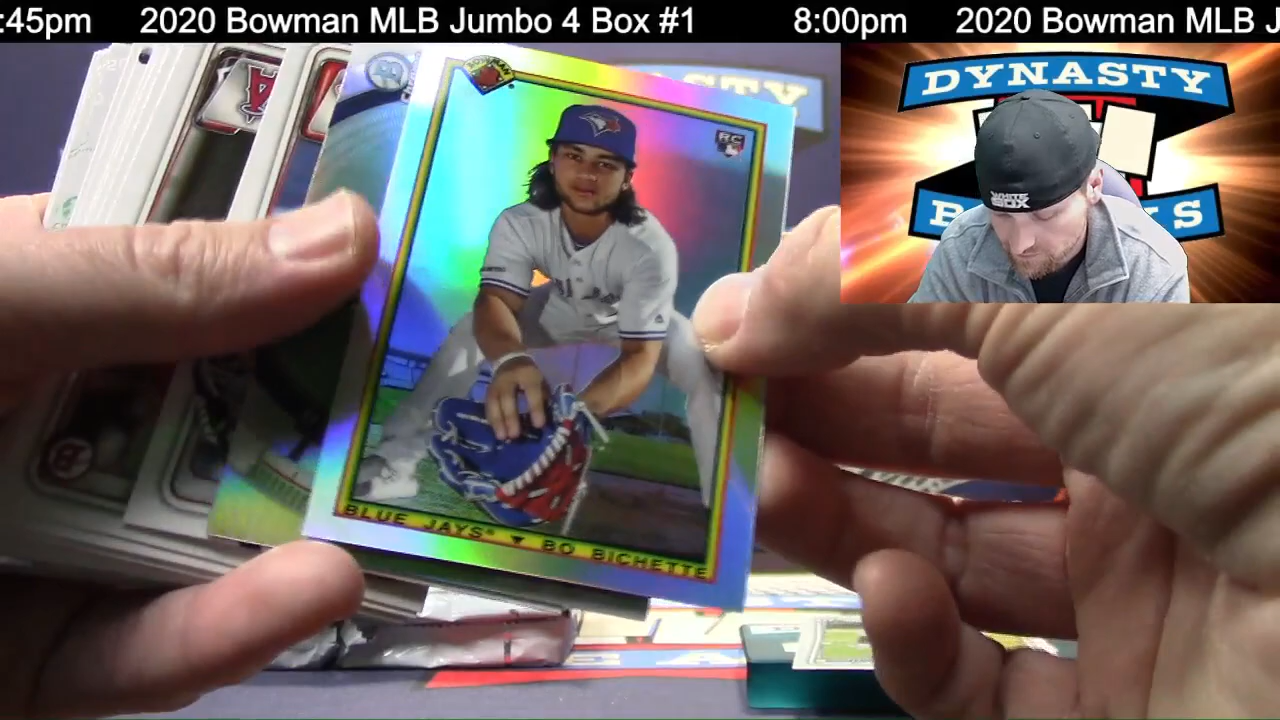 :45pm 2020 Bowman MLB Jumbo 4 Box #1 8:00pm 2020 Bowman MLB J
DYNASTY
WHITE
SOX
BOWMAN
RC
BLUE JAYS ▼ BO BICHETTE